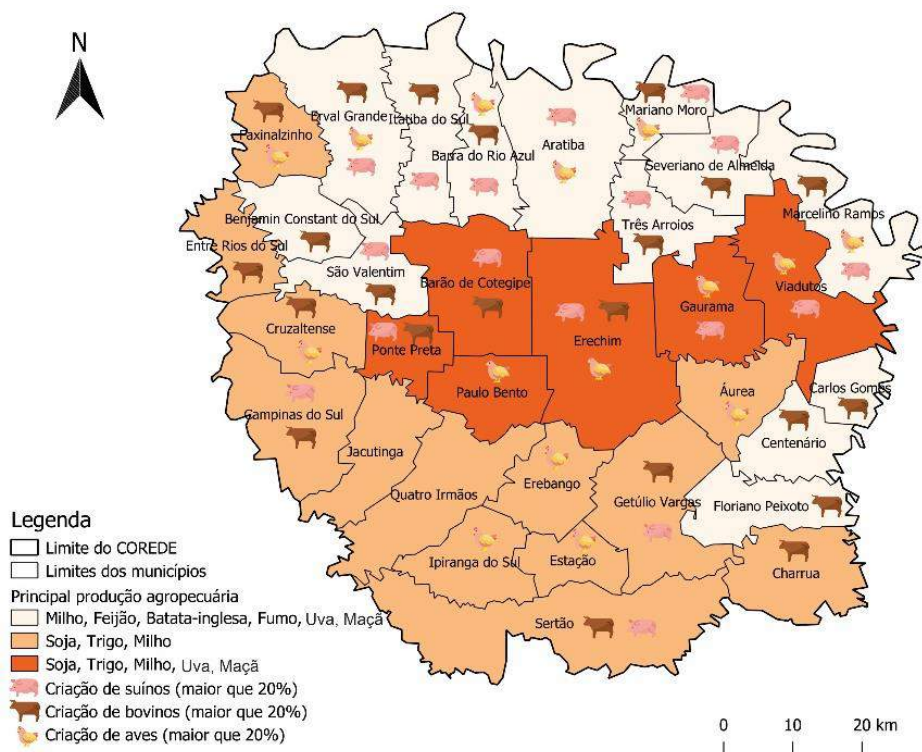 N
Mariano Moro
Faxinalzinho
Erval Grande
Itatiba do Sul
Barra do Rio Azul
Aratiba
Severiano de Almeida
Marcelino Ramos
Benjamin Constant do Sul
Três Arroios
Entre Rios do Sul
São Valentim
Barão de Cotegipe
Viadutos
Gaurama
Cruzaltense
Ponte Preta
Erechim
Paulo Bento
Áurea
Carlos Gomes
Campinas do Sul
Centenário
Jacutinga
Quatro Irmãos
Erebango
Getúlio Vargas
Floriano Peixoto
Ipiranga do Sul
Estação
Charrua
Sertão
Legenda
Limite do COREDE
Limites dos municípios
Principal produção agropecuária
Milho, Feijão, Batata-inglesa, Fumo, Uva, Maçã
Soja, Trigo, Milho
Soja, Trigo, Milho, Uva, Maçã
Criação de suínos (maior que 20%)
Criação de bovinos (maior que 20%)
Criação de aves (maior que 20%)
0 10 20 km